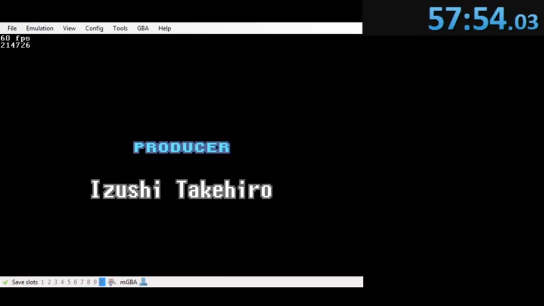 57:54.03
File Emulation View Config Tools GBA Help
60 fps
214726
PRODUCER
Izushi Takehiro
Save slots 1 2 3 4 5 6 7 8 9 mGBA